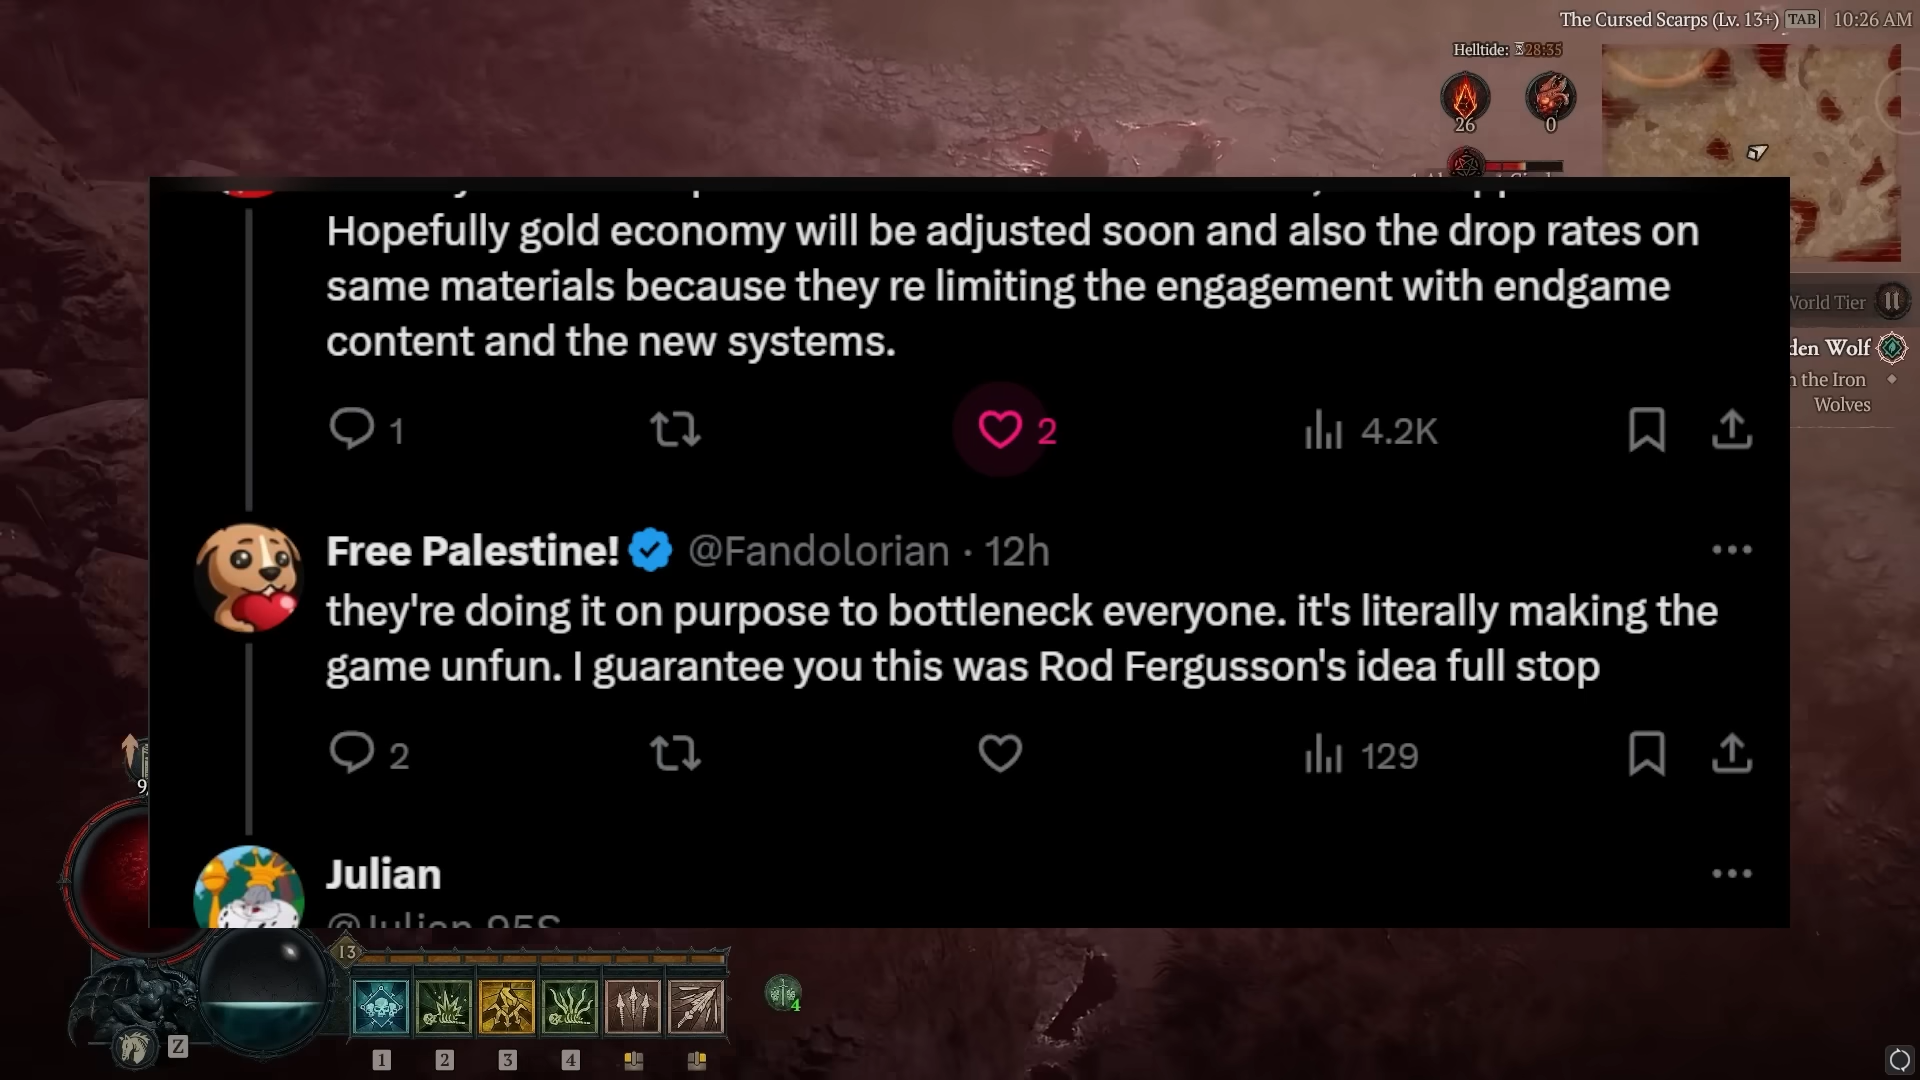 The Cursed Scarps (Lv. 13+) TAB 10:26 AM
Helltide: 28:35
26
0
Hopefully gold economy will be adjusted soon and also the drop rates on
same materials because they re limiting the engagement with endgame
content and the new systems.
1
2
4.2K
World Tier
den Wolf
n the Iron
Wolves
Free Palestine! @Fandolorian · 12h
they're doing it on purpose to bottleneck everyone. it's literally making the
game unfun. I guarantee you this was Rod Fergusson's idea full stop
2
129
9
Julian
@Julian_95S
13
4
Z
1 2 3 4